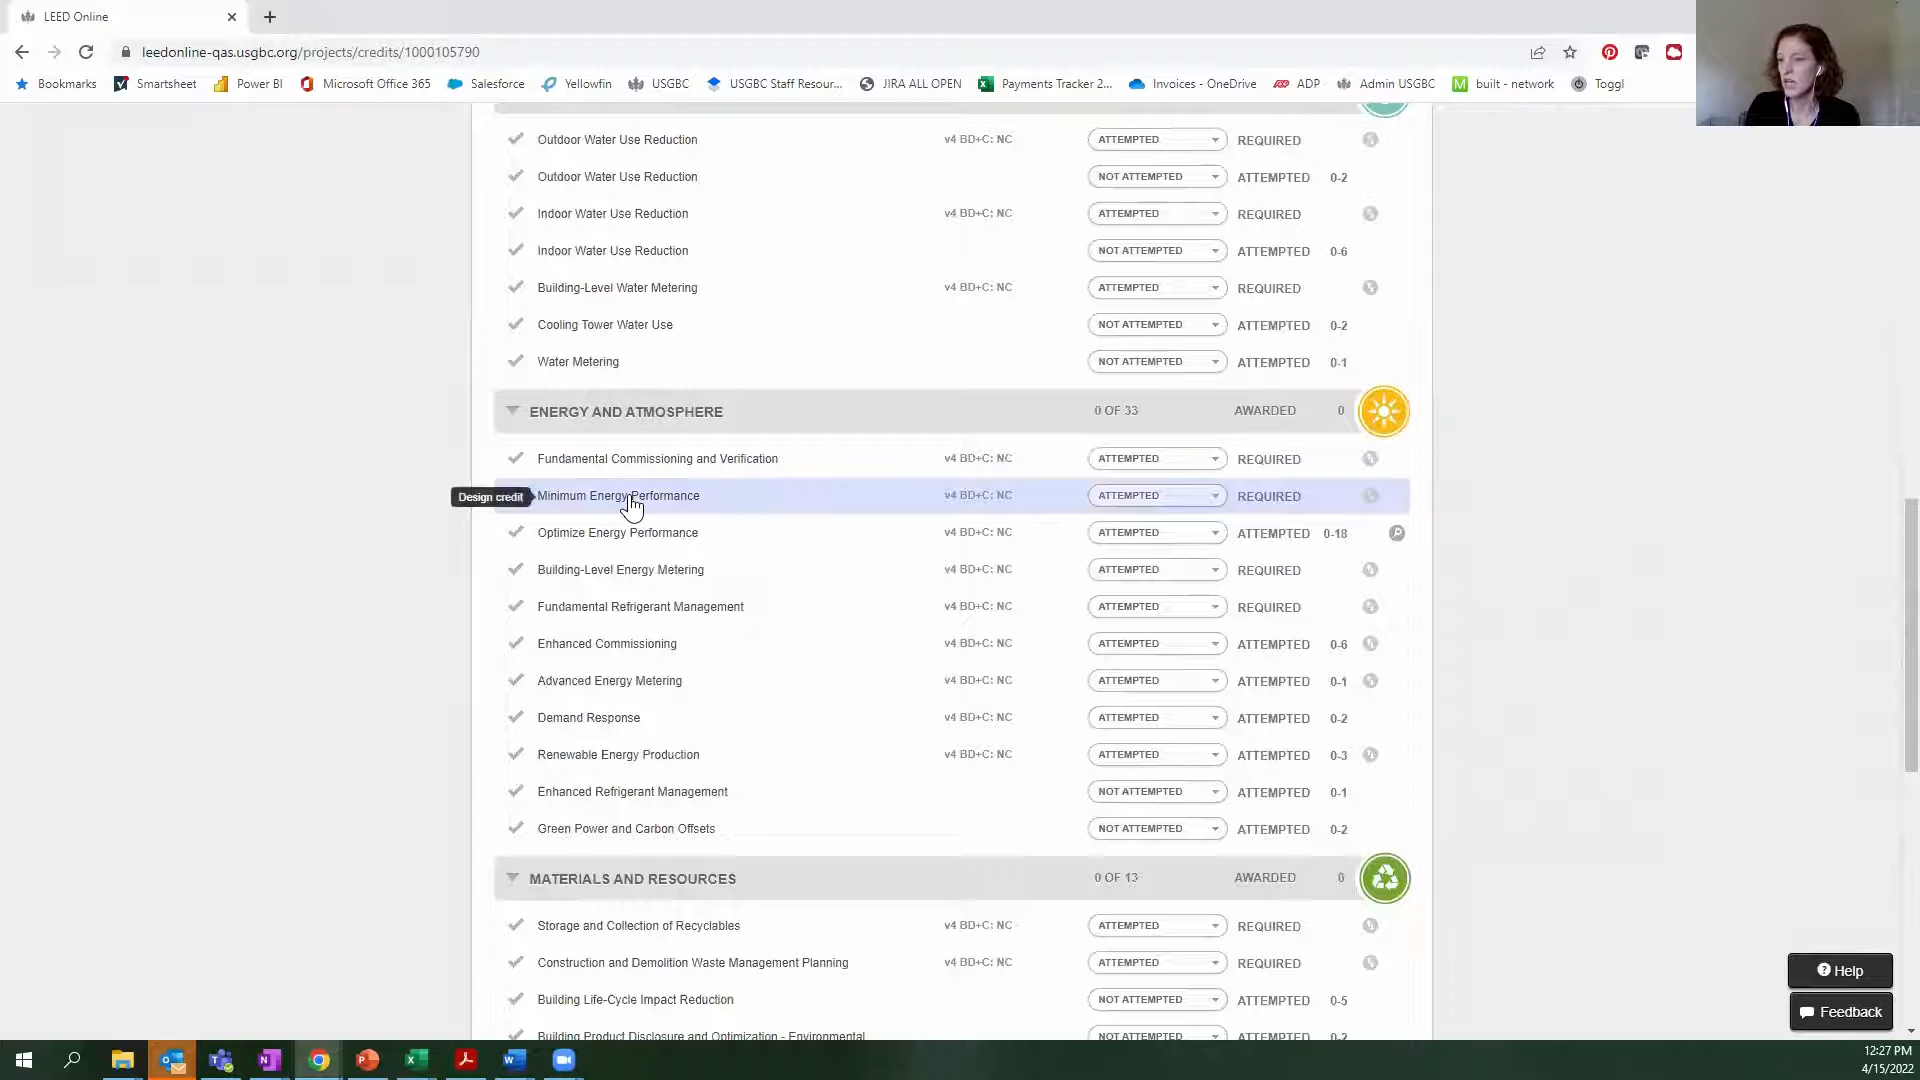 LEED Online
leedonline-qas.usgbc.org/projects/credits/1000105790
Bookmarks Smartsheet Power BI Microsoft Office 365 Salesforce Yellowfin USGBC USGBC Staff Resour... JIRA ALL OPEN Payments Tracker 2... Invoices - OneDrive ADP Admin USGBC built - network Toggl
Outdoor Water Use Reduction v4 BD+C: NC ATTEMPTED REQUIRED
Outdoor Water Use Reduction NOT ATTEMPTED ATTEMPTED 0-2
Indoor Water Use Reduction v4 BD+C: NC ATTEMPTED REQUIRED
Indoor Water Use Reduction NOT ATTEMPTED ATTEMPTED 0-6
Building-Level Water Metering v4 BD+C: NC ATTEMPTED REQUIRED
Cooling Tower Water Use NOT ATTEMPTED ATTEMPTED 0-2
Water Metering NOT ATTEMPTED ATTEMPTED 0-1
ENERGY AND ATMOSPHERE 0 OF 33 AWARDED 0
Fundamental Commissioning and Verification v4 BD+C: NC ATTEMPTED REQUIRED
Design credit Minimum Energy Performance v4 BD+C: NC ATTEMPTED REQUIRED
Optimize Energy Performance v4 BD+C: NC ATTEMPTED ATTEMPTED 0-18
Building-Level Energy Metering v4 BD+C: NC ATTEMPTED REQUIRED
Fundamental Refrigerant Management v4 BD+C: NC ATTEMPTED REQUIRED
Enhanced Commissioning v4 BD+C: NC ATTEMPTED ATTEMPTED 0-6
Advanced Energy Metering v4 BD+C: NC ATTEMPTED ATTEMPTED 0-1
Demand Response v4 BD+C: NC ATTEMPTED ATTEMPTED 0-2
Renewable Energy Production v4 BD+C: NC ATTEMPTED ATTEMPTED 0-3
Enhanced Refrigerant Management NOT ATTEMPTED ATTEMPTED 0-1
Green Power and Carbon Offsets NOT ATTEMPTED ATTEMPTED 0-2
MATERIALS AND RESOURCES 0 OF 13 AWARDED 0
Storage and Collection of Recyclables v4 BD+C: NC ATTEMPTED REQUIRED
Construction and Demolition Waste Management Planning v4 BD+C: NC ATTEMPTED REQUIRED
Building Life-Cycle Impact Reduction NOT ATTEMPTED ATTEMPTED 0-5
Building Product Disclosure and Optimization - Environmental NOT ATTEMPTED ATTEMPTED 0-2
Help
Feedback
12:27 PM
4/15/2022